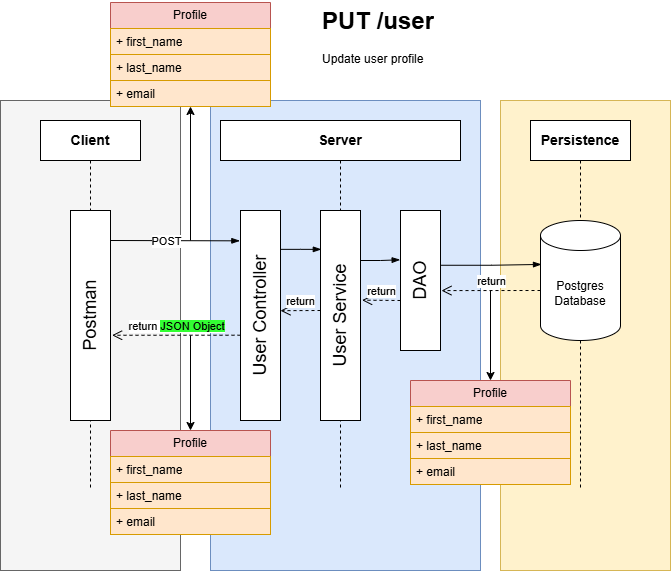 Profile
+ first_name
+ last_name
+ email
PUT /user
Update user profile
Client
Server
Persistence
Postman
POST
User Controller
User Service
DAO
return
return
return
return JSON Object
Postgres
Database
Profile
+ first_name
+ last_name
+ email
Profile
+ first_name
+ last_name
+ email